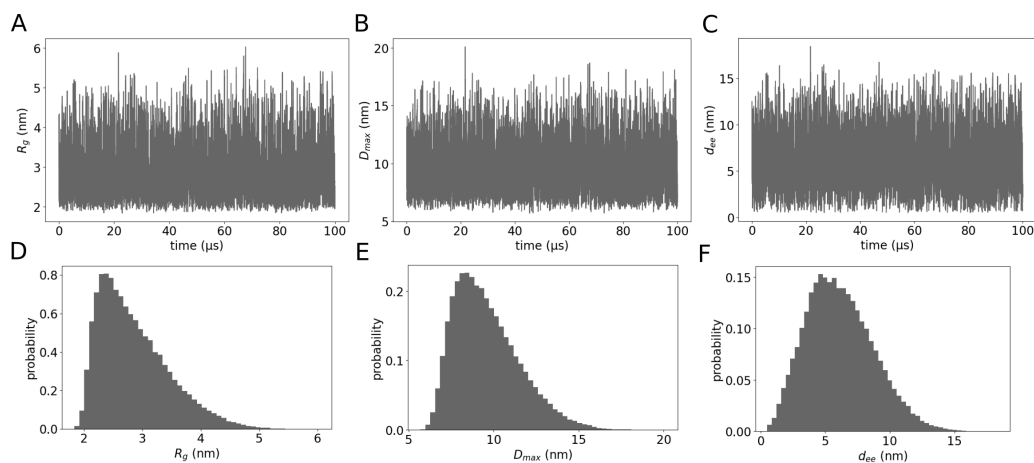 A
R_g (nm)
6
5
4
3
2
0 20 40 60 80 100
time (μs)
B
D_max (nm)
20
15
10
5
0 20 40 60 80 100
time (μs)
C
d_ee (nm)
15
10
5
0
0 20 40 60 80 100
time (μs)
D
probability
0.8
0.6
0.4
0.2
0.0
2 3 4 5 6
R_g (nm)
E
probability
0.2
0.1
0.0
5 10 15 20
D_max (nm)
F
probability
0.15
0.10
0.05
0.00
0 5 10 15
d_ee (nm)